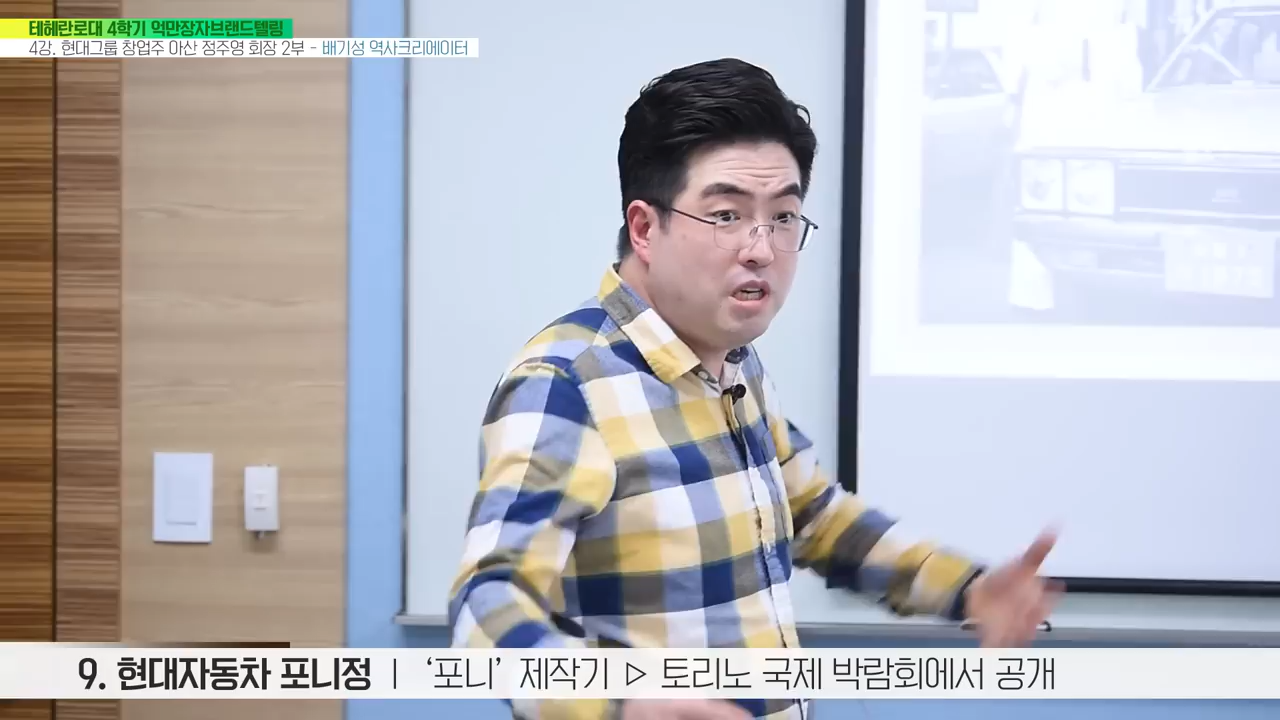 테헤란로대 4학기 억만장자브랜드텔링
4강. 현대그룹 창업주 아산 정주영 회장 2부 - 배기성 역사크리에이터
9. 현대자동차 포니정 | ‘포니’ 제작기 ▷ 토리노 국제 박람회에서 공개